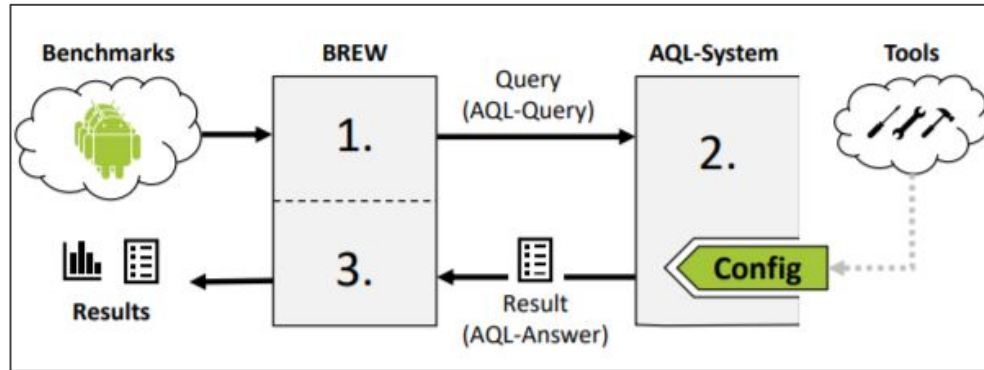 Benchmarks
BREW
AQL-System
Tools
1.
Query
(AQL-Query)
2.
3.
Result
(AQL-Answer)
Config
Results